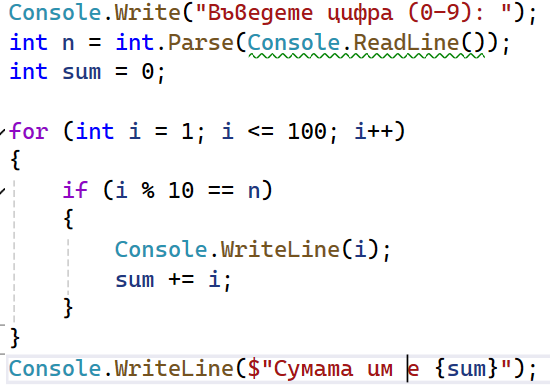 Console.Write("Въведете цифра (0-9): ");
int n = int.Parse(Console.ReadLine());
int sum = 0;
for (int i = 1; i <= 100; i++)
{
if (i % 10 == n)
{
Console.WriteLine(i);
sum += i;
}
}
Console.WriteLine($"Сумата им е {sum}");